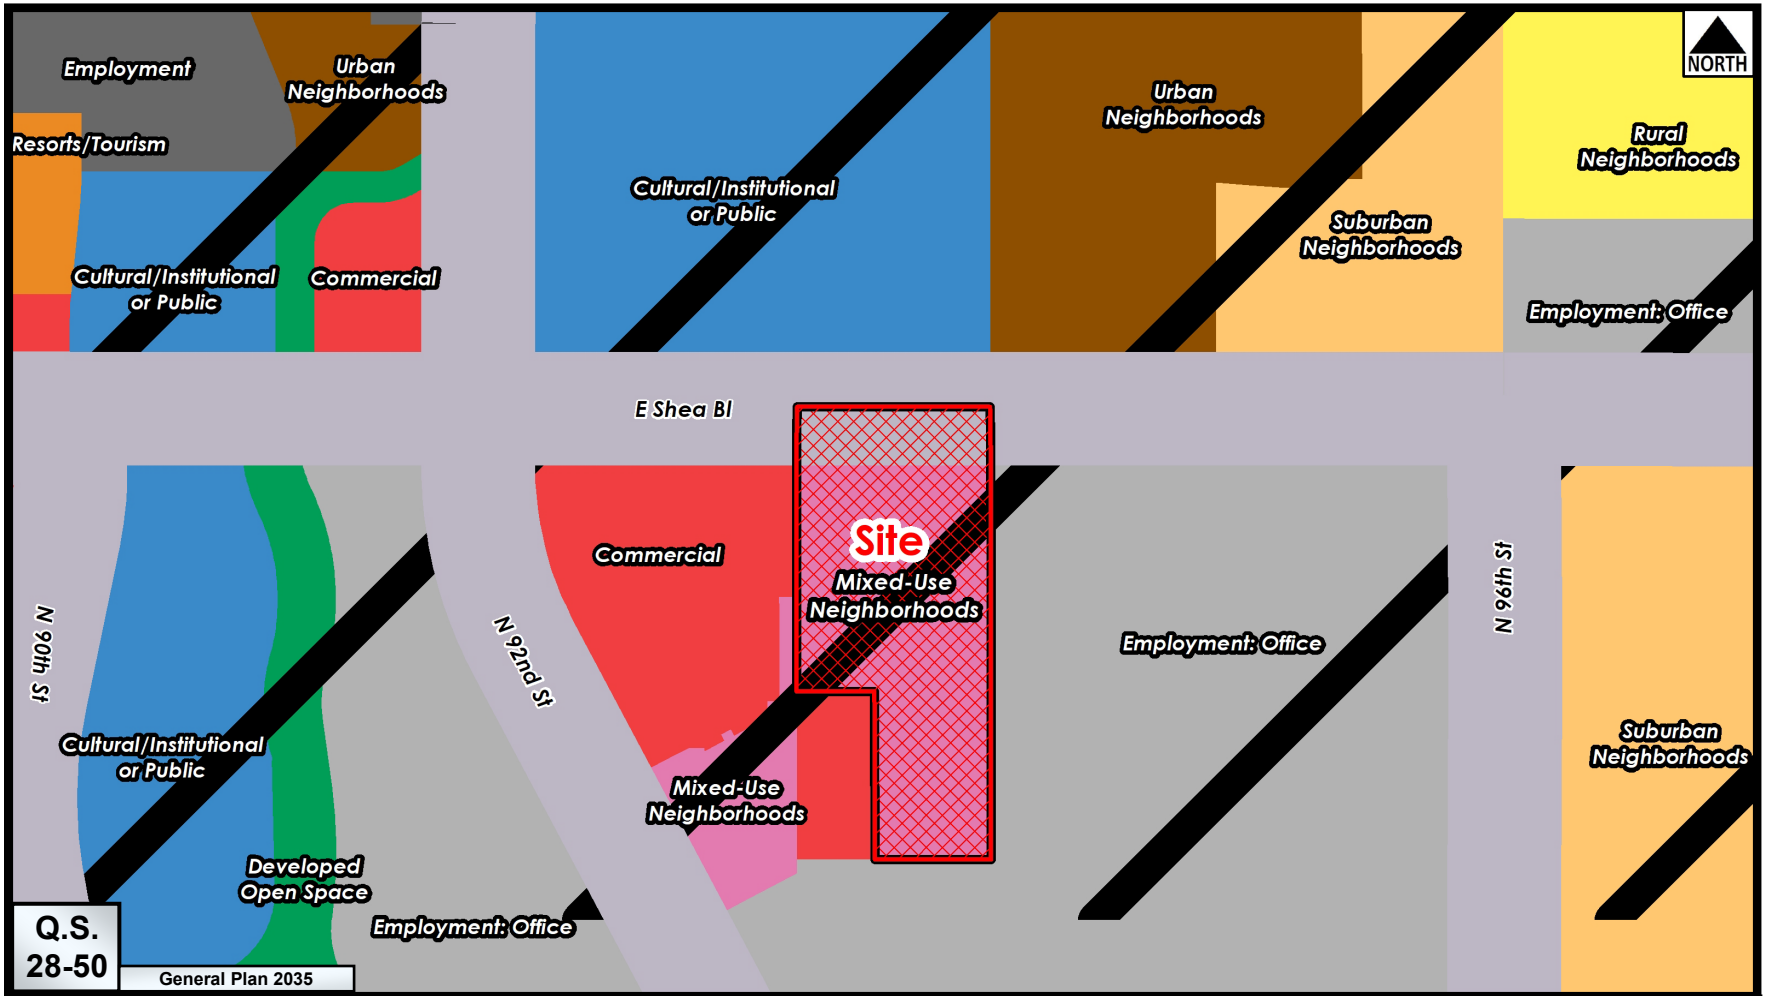 NORTH
Employment
Urban
Neighborhoods
Resorts/Tourism
Cultural/Institutional
or Public
Commercial
Cultural/Institutional
or Public
Urban
Neighborhoods
Suburban
Neighborhoods
Rural
Neighborhoods
Employment: Office
E Shea Bl
N 90th St
N 92nd St
Commercial
Site
Mixed-Use
Neighborhoods
Employment: Office
N 96th St
Cultural/Institutional
or Public
Mixed-Use
Neighborhoods
Suburban
Neighborhoods
Developed
Open Space
Employment: Office
Q.S.
28-50
General Plan 2035